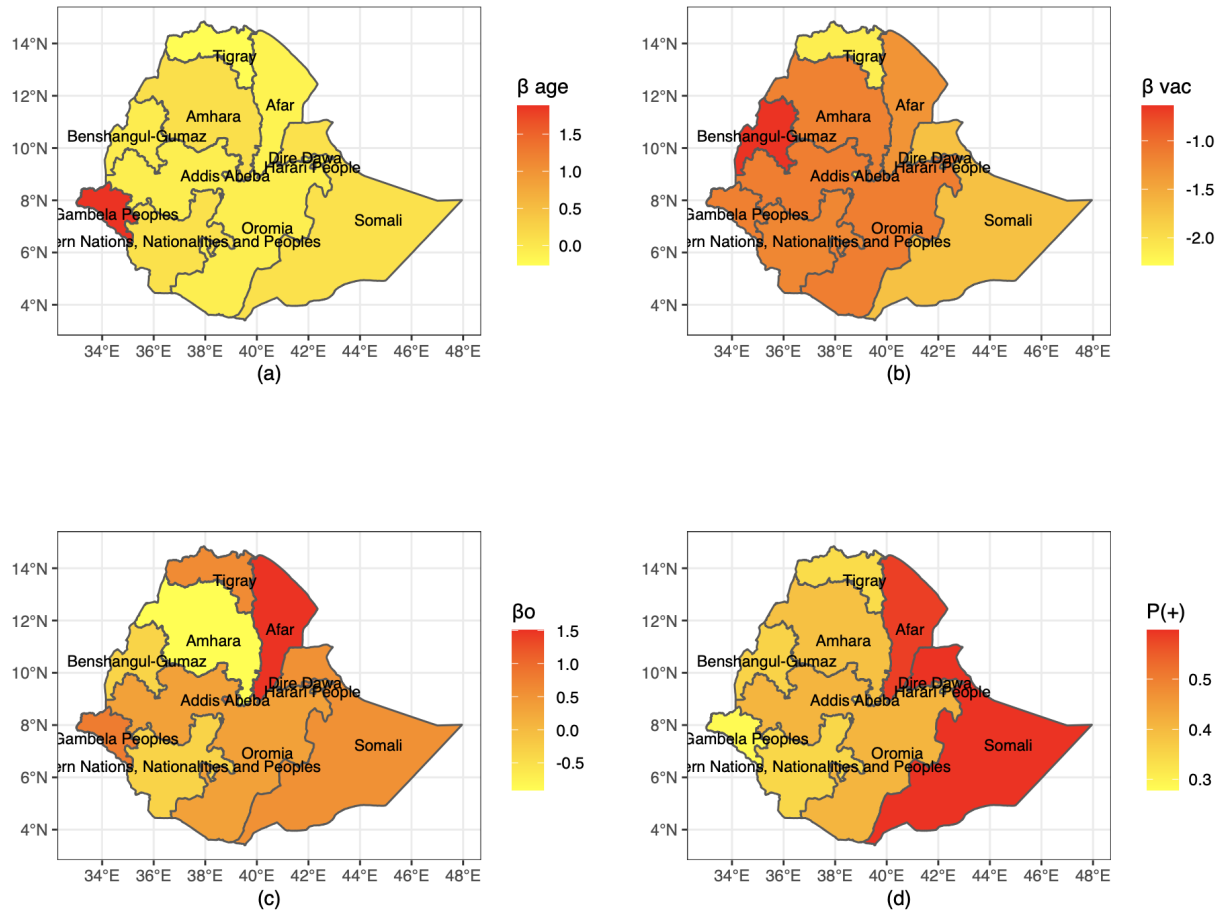 14°N
12°N
10°N
8°N
6°N
4°N
Tigray
Afar
Amhara
Benshangul-Gumaz
Dire Dawa
Harari People
Addis Abeba
Gambela Peoples
Somali
Oromia
ern Nations, Nationalities and Peoples
34°E 36°E 38°E 40°E 42°E 44°E 46°E 48°E
(a)
β age
1.5
1.0
0.5
0.0
14°N
12°N
10°N
8°N
6°N
4°N
Tigray
Afar
Amhara
Benshangul-Gumaz
Dire Dawa
Harari People
Addis Abeba
Gambela Peoples
Somali
Oromia
ern Nations, Nationalities and Peoples
34°E 36°E 38°E 40°E 42°E 44°E 46°E 48°E
(b)
β vac
-1.0
-1.5
-2.0
14°N
12°N
10°N
8°N
6°N
4°N
Tigray
Afar
Amhara
Benshangul-Gumaz
Dire Dawa
Harari People
Addis Abeba
Gambela Peoples
Somali
Oromia
ern Nations, Nationalities and Peoples
34°E 36°E 38°E 40°E 42°E 44°E 46°E 48°E
(c)
βo
1.5
1.0
0.5
0.0
-0.5
14°N
12°N
10°N
8°N
6°N
4°N
Tigray
Afar
Amhara
Benshangul-Gumaz
Dire Dawa
Harari People
Addis Abeba
Gambela Peoples
Somali
Oromia
ern Nations, Nationalities and Peoples
34°E 36°E 38°E 40°E 42°E 44°E 46°E 48°E
(d)
P(+)
0.5
0.4
0.3